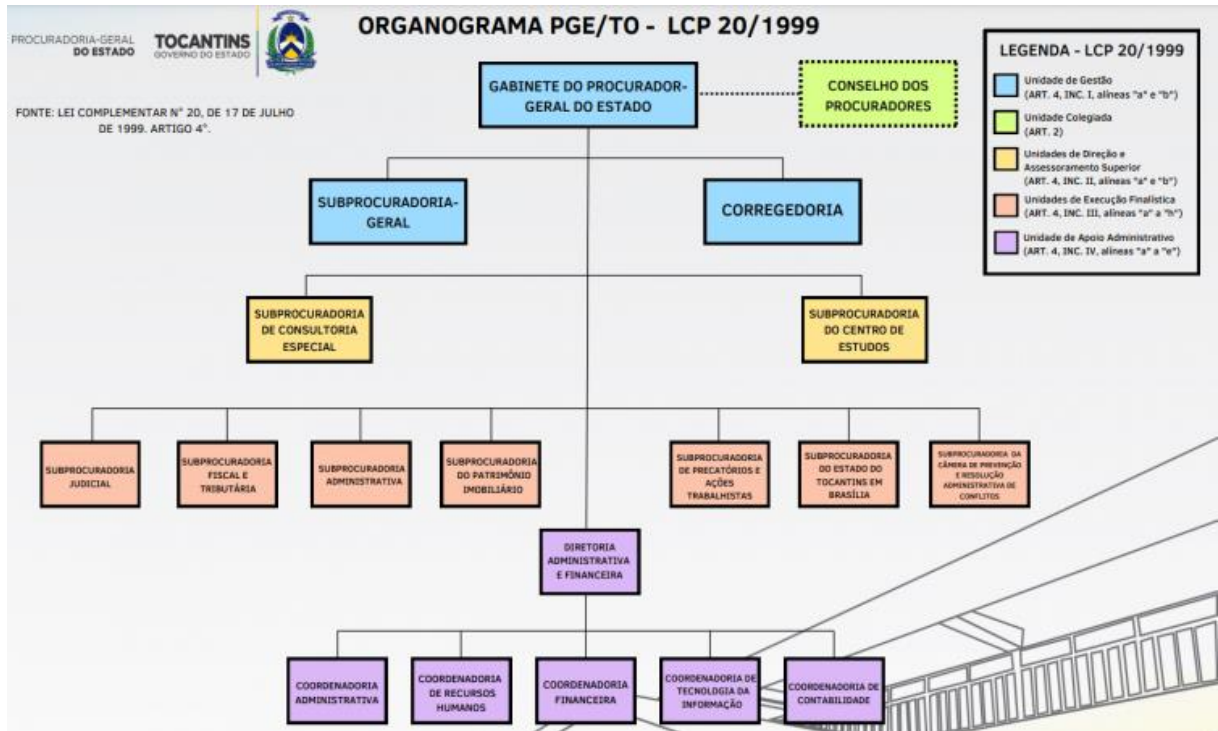 ORGANOGRAMA PGE/TO - LCP 20/1999
PROCURADORIA-GERAL
DO ESTADO
TOCANTINS
GOVERNO DO ESTADO
FONTE: LEI COMPLEMENTAR N° 20, DE 17 DE JULHO
DE 1999. ARTIGO 4°.
GABINETE DO PROCURADOR-
GERAL DO ESTADO
CONSELHO DOS
PROCURADORES
LEGENDA - LCP 20/1999
Unidade de Gestão
(ART. 4, INC. I, alíneas "a" e "b")
Unidade Colegiada
(ART. 2)
Unidades de Direção e
Assessoramento Superior
(ART. 4, INC. II, alíneas "a" e "b")
Unidades de Execução Finalística
(ART. 4, INC. III, alíneas "a" a "h")
Unidade de Apoio Administrativo
(ART. 4, INC. IV, alíneas "a" a "e")
SUBPROCURADORIA-
GERAL
CORREGEDORIA
SUBPROCURADORIA
DE CONSULTORIA
ESPECIAL
SUBPROCURADORIA
DO CENTRO DE
ESTUDOS
SUBPROCURADORIA
JUDICIAL
SUBPROCURADORIA
FISCAL E
TRIBUTÁRIA
SUBPROCURADORIA
ADMINISTRATIVA
SUBPROCURADORIA
DO PATRIMÔNIO
IMOBILIÁRIO
SUBPROCURADORIA
DE PRECATÓRIOS E
AÇÕES
TRABALHISTAS
SUBPROCURADORIA
DO ESTADO DO
TOCANTINS EM
BRASÍLIA
SUBPROCURADORIA DA
CÂMERA DE PREVENÇÃO
E RESOLUÇÃO
ADMINISTRATIVA DE
CONFLITOS
DIRETORIA
ADMINISTRATIVA
E FINANCEIRA
COORDENADORIA
ADMINISTRATIVA
COORDENADORIA
DE RECURSOS
HUMANOS
COORDENADORIA
FINANCEIRA
COORDENADORIA DE
TECNOLOGIA DA
INFORMAÇÃO
COORDENADORIA DE
CONTABILIDADE